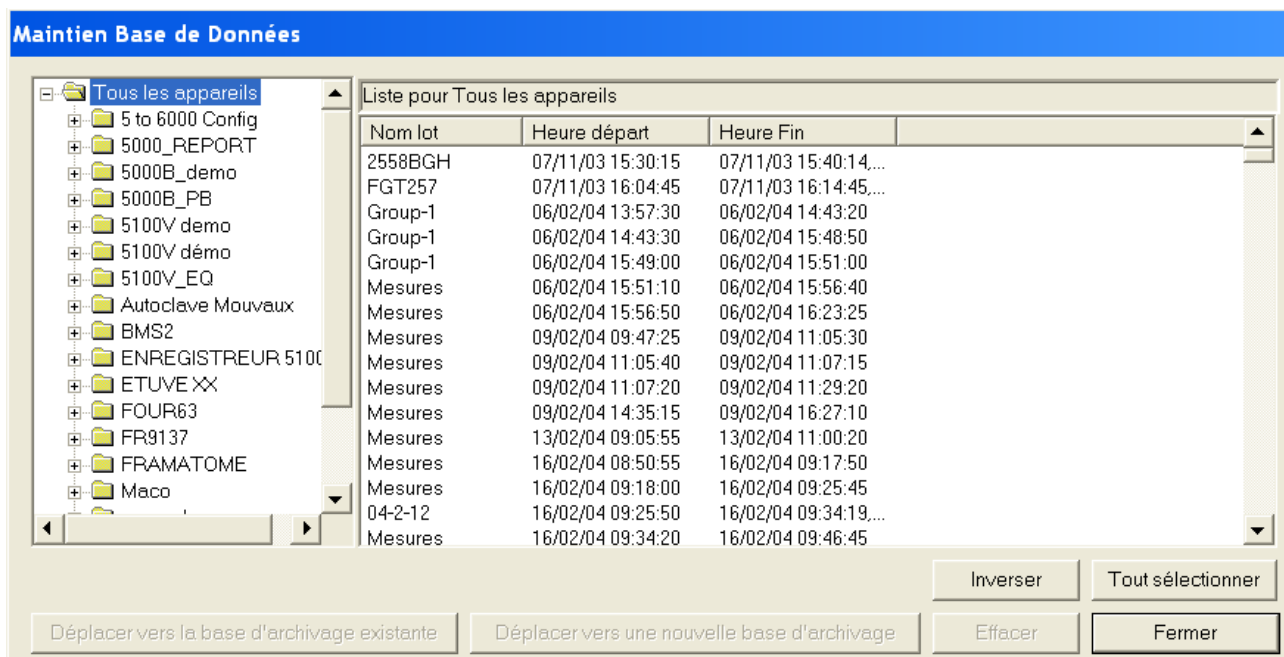 Maintien Base de Données
Tous les appareils
5 to 6000 Config
5000_REPORT
5000B_demo
5000B_PB
5100V demo
5100V démo
5100V_EQ
Autoclave Mouvaux
BMS2
ENREGISTREUR 5100
ETUVE XX
FOUR63
FR9137
FRAMATOME
Maco
Liste pour Tous les appareils
Nom lot Heure départ Heure Fin
2558BGH 07/11/03 15:30:15 07/11/03 15:40:14,...
FGT257 07/11/03 16:04:45 07/11/03 16:14:45,...
Group-1 06/02/04 13:57:30 06/02/04 14:43:20
Group-1 06/02/04 14:43:30 06/02/04 15:48:50
Group-1 06/02/04 15:49:00 06/02/04 15:51:00
Mesures 06/02/04 15:51:10 06/02/04 15:56:40
Mesures 06/02/04 15:56:50 06/02/04 16:23:25
Mesures 09/02/04 09:47:25 09/02/04 11:05:30
Mesures 09/02/04 11:05:40 09/02/04 11:07:15
Mesures 09/02/04 11:07:20 09/02/04 11:29:20
Mesures 09/02/04 14:35:15 09/02/04 16:27:10
Mesures 13/02/04 09:05:55 13/02/04 11:00:20
Mesures 16/02/04 08:50:55 16/02/04 09:17:50
Mesures 16/02/04 09:18:00 16/02/04 09:25:45
04-2-12 16/02/04 09:25:50 16/02/04 09:34:19,...
Mesures 16/02/04 09:34:20 16/02/04 09:46:45
Inverser Tout sélectionner
Déplacer vers la base d'archivage existante Déplacer vers une nouvelle base d'archivage Effacer Fermer